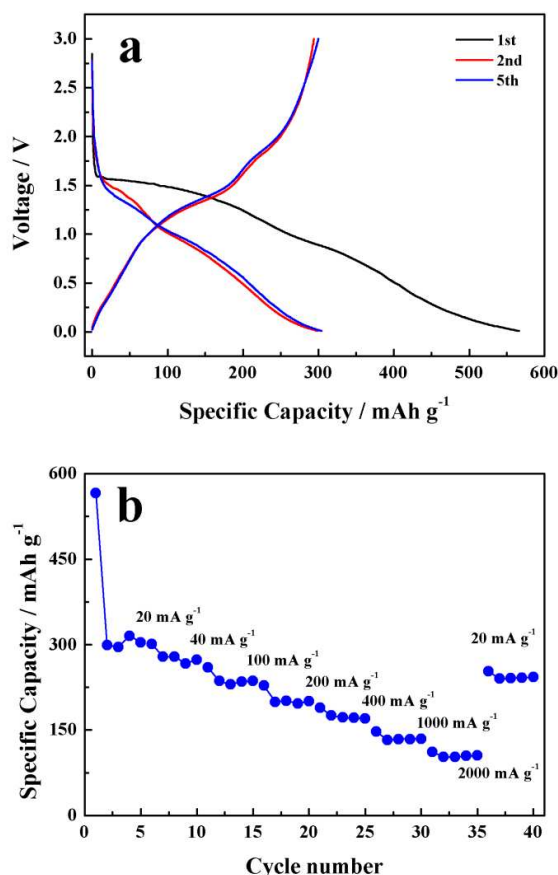 a
1st
2nd
5th
3.0
2.5
2.0
1.5
1.0
0.5
0.0
Voltage / V
0 100 200 300 400 500 600
Specific Capacity / mAh g⁻¹
b
600
450
300
150
0
Specific Capacity / mAh g⁻¹
20 mA g⁻¹
40 mA g⁻¹
100 mA g⁻¹
200 mA g⁻¹
400 mA g⁻¹
1000 mA g⁻¹
2000 mA g⁻¹
20 mA g⁻¹
0 5 10 15 20 25 30 35 40
Cycle number